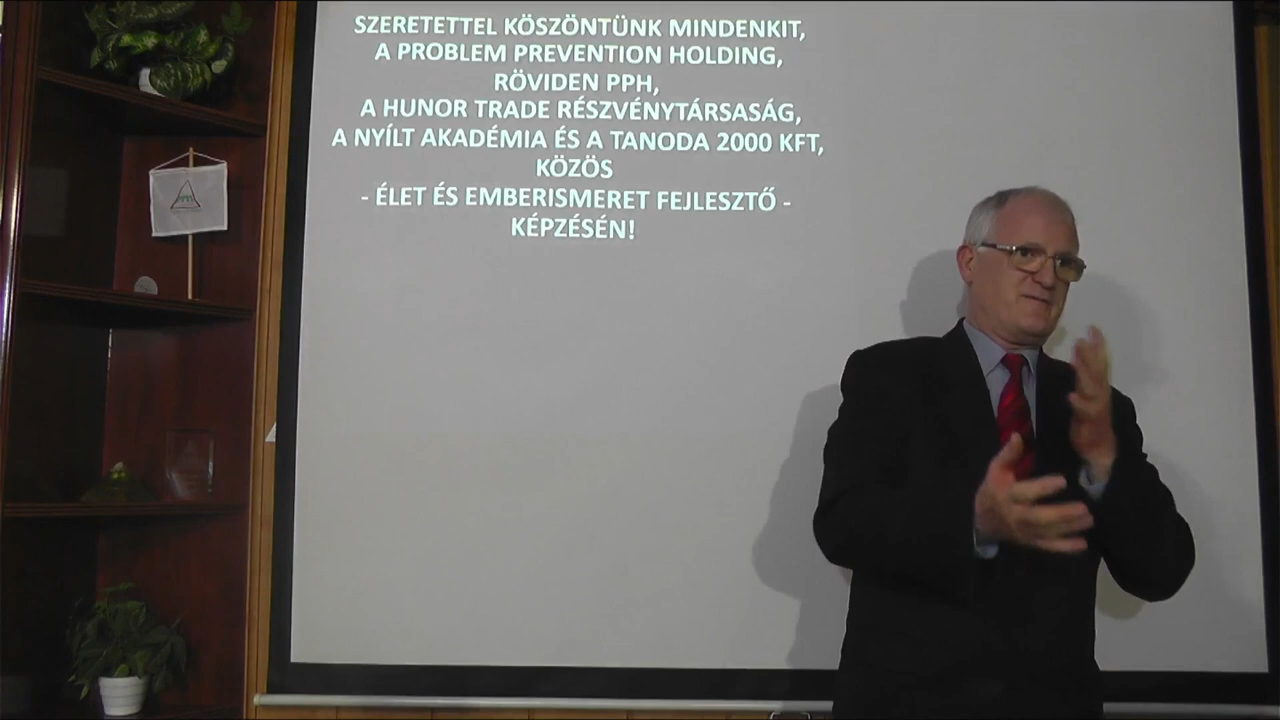 SZERETETTEL KÖSZÖNTÜNK MINDENKIT,
A PROBLEM PREVENTION HOLDING,
RÖVIDEN PPH,
A HUNOR TRADE RÉSZVÉNYTÁRSASÁG,
A NYÍLT AKADÉMIA ÉS A TANODA 2000 KFT,
KÖZÖS
- ÉLET ÉS EMBERISMERET FEJLESZTŐ -
KÉPZÉSÉN!